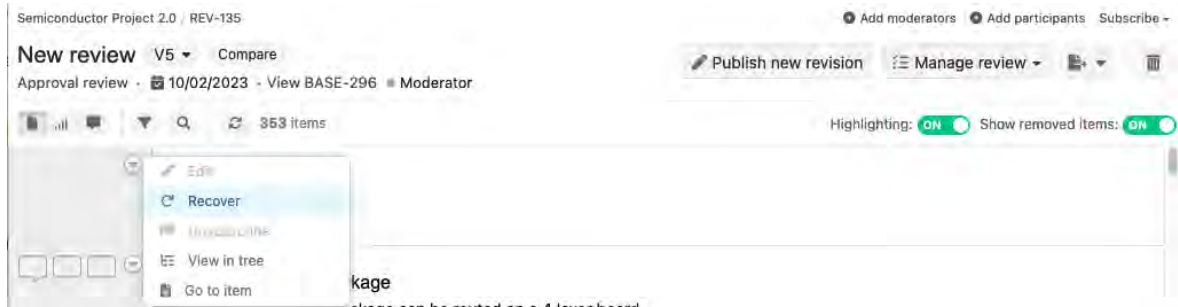 Semiconductor Project 2.0 / REV-135
Add moderators Add participants Subscribe
New review V5 Compare
Publish new revision Manage review
Approval review · 10/02/2023 · View BASE-296 Moderator
353 items
Highlighting: ON Show removed items: ON
Edit
Recover
View in tree
kage
Go to item